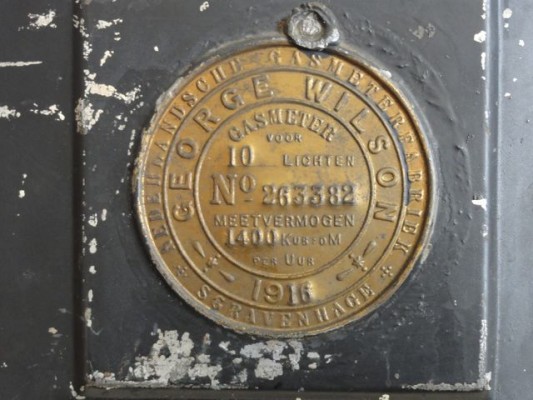 NEDERLANDSCHE GASMETERFABRIEK
GEORGE WILSON
GASMETER
VOOR
10 LICHTEN
No 263382
MEETVERMOGEN
1400 KUB: DM
PER UUR
1916
S'GRAVENHAGE